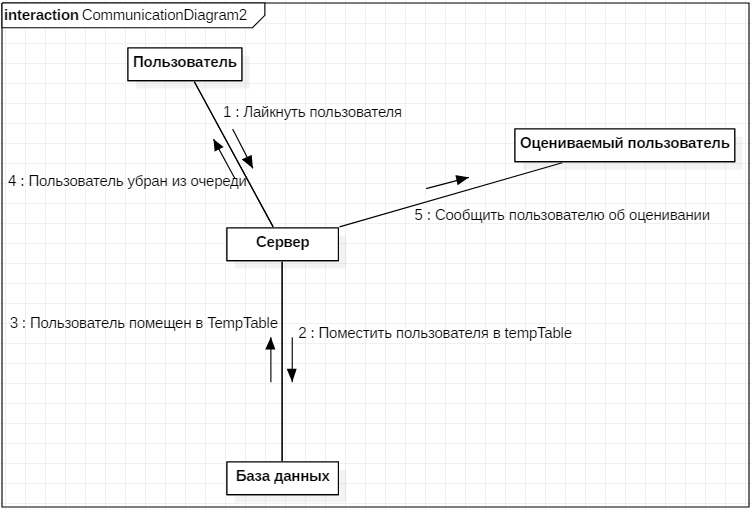 interaction CommunicationDiagram2
Пользователь
1 : Лайкнуть пользователя
Оцениваемый пользователь
4 : Пользователь убран из очереди
5 : Сообщить пользователю об оценивании
Сервер
3 : Пользователь помещен в TempTable
2 : Поместить пользователя в tempTable
База данных